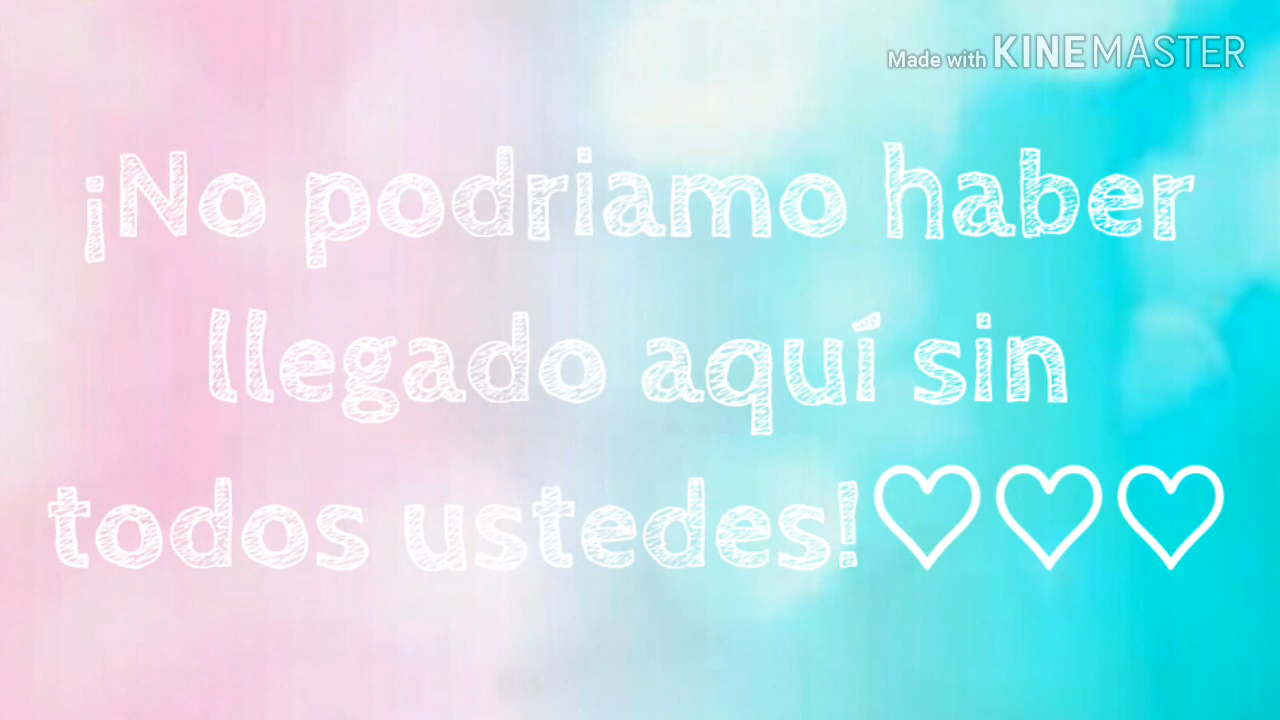 Made with KINEMASTER
¡No podriamo haber
llegado aquí sin
todos ustedes!♡♡♡